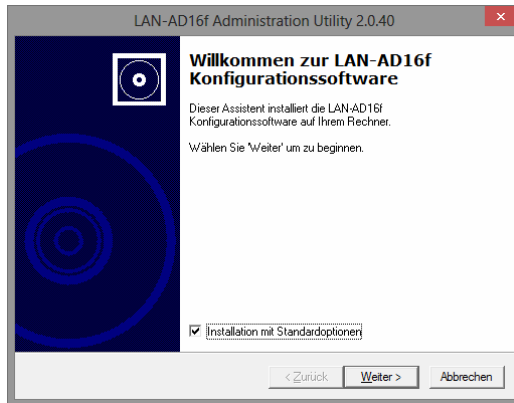 LAN-AD16f Administration Utility 2.0.40
Willkommen zur LAN-AD16f
Konfigurationssoftware
Dieser Assistent installiert die LAN-AD16f
Konfigurationssoftware auf Ihrem Rechner.
Wählen Sie 'Weiter' um zu beginnen.
Installation mit Standardoptionen
< Zurück Weiter > Abbrechen